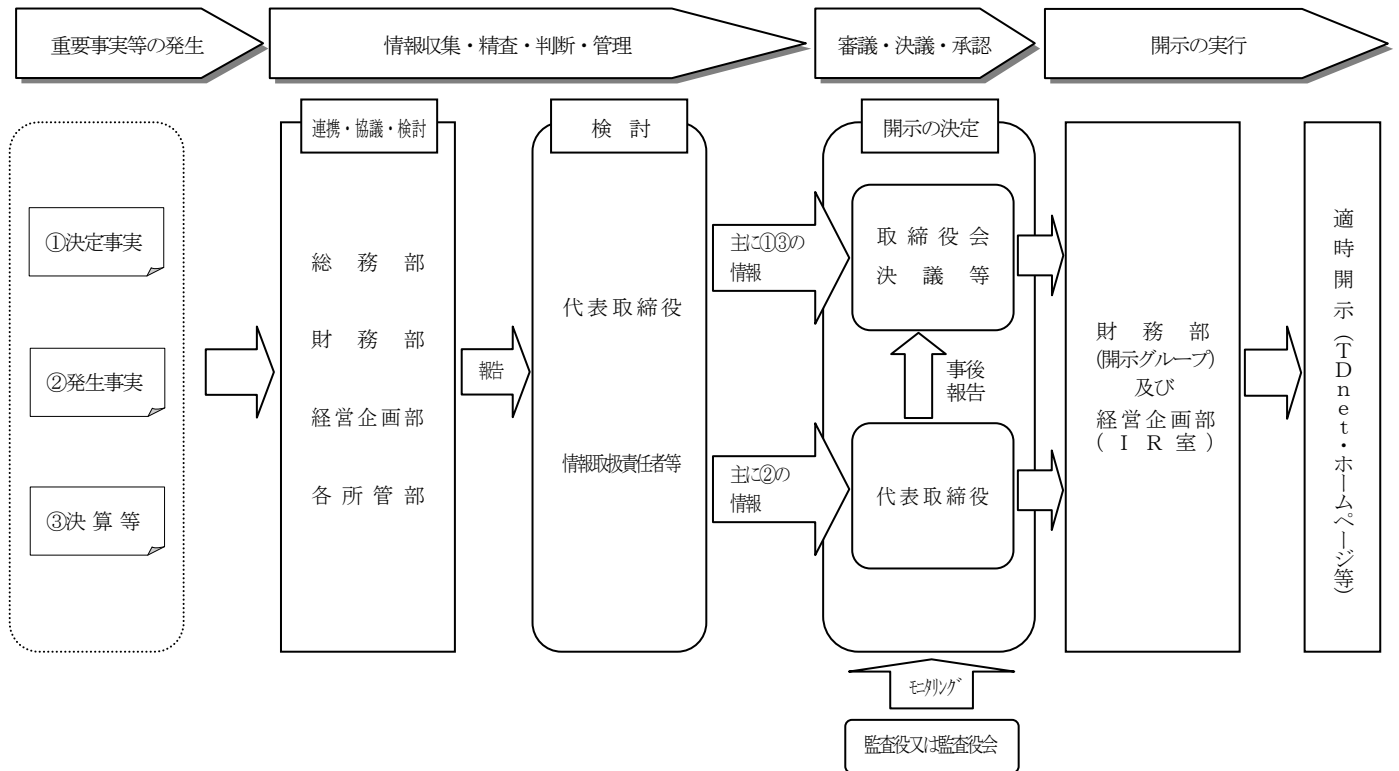 重要事実等の発生
情報収集・精査・判断・管理
審議・決議・承認
開示の実行
①決定事実
②発生事実
③決算等
連携・協議・検討
総務部
財務部
経営企画部
各所管部
報告
検討
代表取締役
情報取扱責任者等
主に①③の
情報
主に②の
情報
開示の決定
取締役会
決議等
事後
報告
代表取締役
モニタリング
監査役又は監査役会
財務部
(開示グループ)
及び
経営企画部
(IR室)
適時開示(TDnet・ホームページ等)